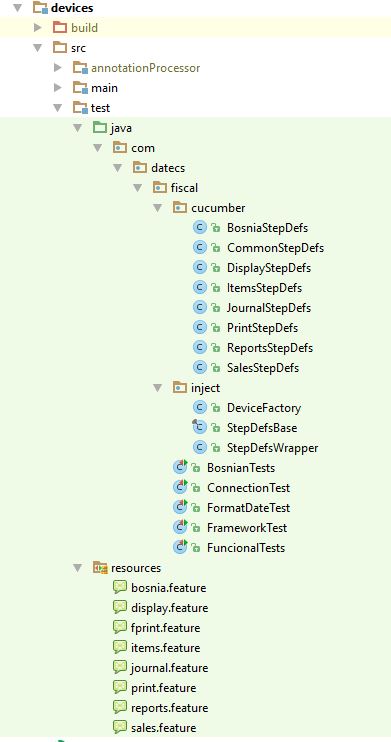 devices
build
src
annotationProcessor
main
test
java
com
datecs
fiscal
cucumber
BosniaStepDefs
CommonStepDefs
DisplayStepDefs
ItemsStepDefs
JournalStepDefs
PrintStepDefs
ReportsStepDefs
SalesStepDefs
inject
DeviceFactory
StepDefsBase
StepDefsWrapper
BosnianTests
ConnectionTest
FormatDateTest
FrameworkTest
FuncionalTests
resources
bosnia.feature
display.feature
fprint.feature
items.feature
journal.feature
print.feature
reports.feature
sales.feature